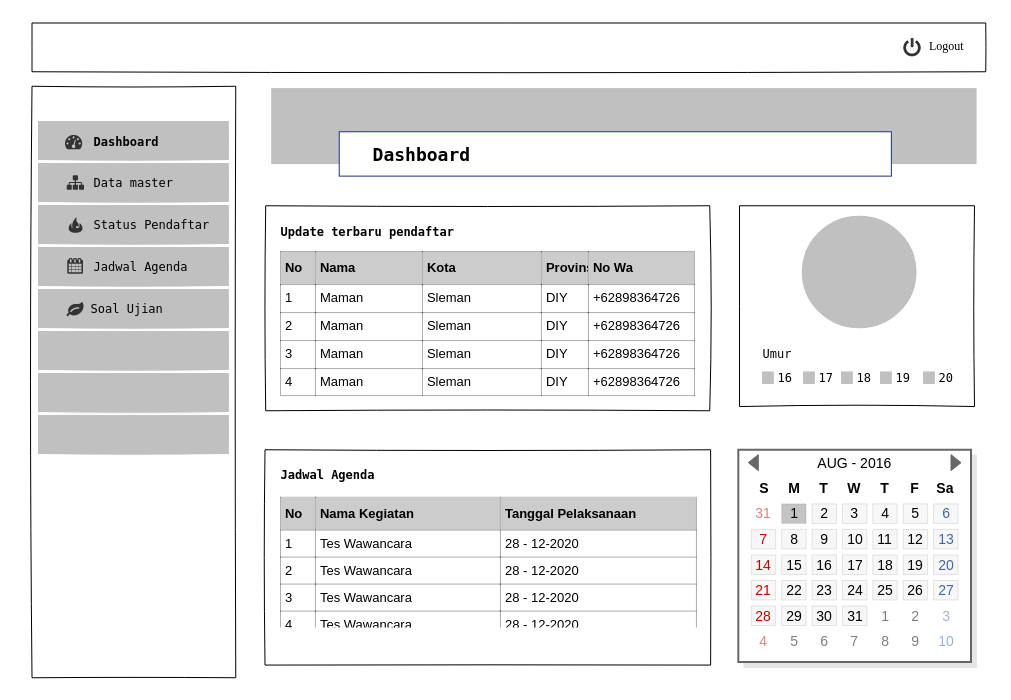 Logout
Dashboard
Data master
Status Pendaftar
Jadwal Agenda
Soal Ujian
Dashboard
Update terbaru pendaftar
No Nama Kota Provins No Wa
1 Maman Sleman DIY +62898364726
2 Maman Sleman DIY +62898364726
3 Maman Sleman DIY +62898364726
4 Maman Sleman DIY +62898364726
Umur
16 17 18 19 20
Jadwal Agenda
No Nama Kegiatan Tanggal Pelaksanaan
1 Tes Wawancara 28 - 12-2020
2 Tes Wawancara 28 - 12-2020
3 Tes Wawancara 28 - 12-2020
4 Tes Wawancara 28 - 12-2020
AUG - 2016
S M T W T F Sa
31 1 2 3 4 5 6
7 8 9 10 11 12 13
14 15 16 17 18 19 20
21 22 23 24 25 26 27
28 29 30 31 1 2 3
4 5 6 7 8 9 10